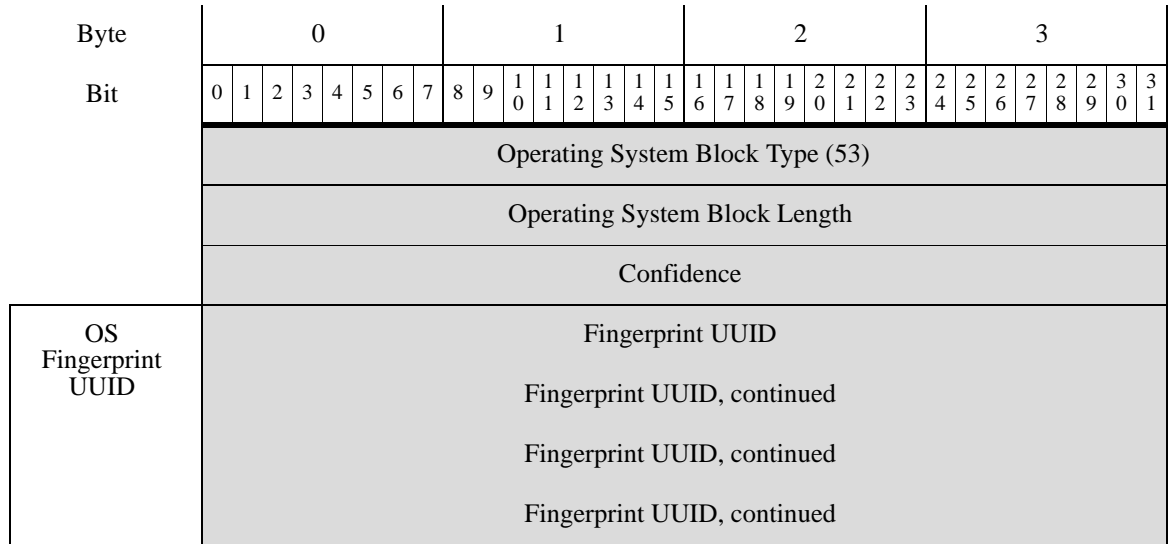 Byte 0 1 2 3
Bit 0 1 2 3 4 5 6 7 8 9 10 11 12 13 14 15 16 17 18 19 20 21 22 23 24 25 26 27 28 29 30 31
Operating System Block Type (53)
Operating System Block Length
Confidence
OS
Fingerprint
UUID
Fingerprint UUID
Fingerprint UUID, continued
Fingerprint UUID, continued
Fingerprint UUID, continued